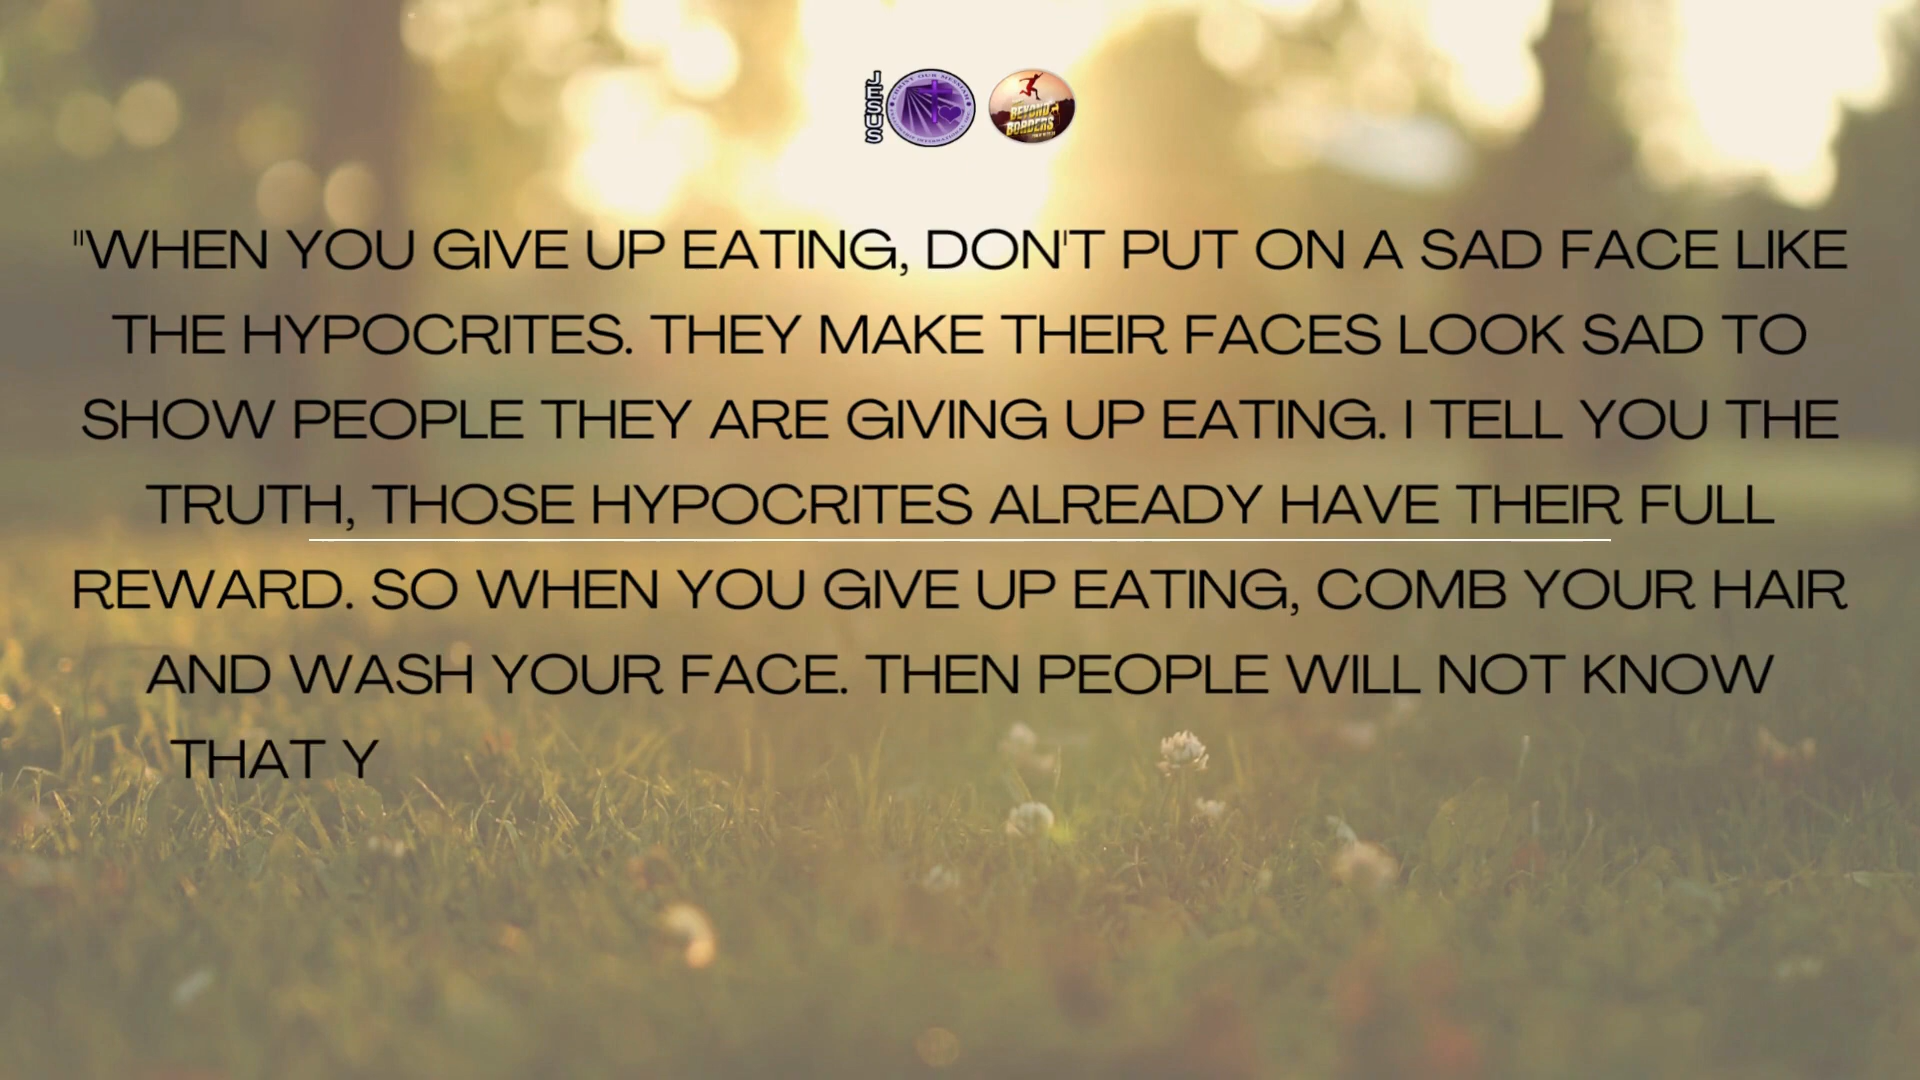 JESUS
BEYOND
BORDERS
"WHEN YOU GIVE UP EATING, DON'T PUT ON A SAD FACE LIKE
THE HYPOCRITES. THEY MAKE THEIR FACES LOOK SAD TO
SHOW PEOPLE THEY ARE GIVING UP EATING. I TELL YOU THE
TRUTH, THOSE HYPOCRITES ALREADY HAVE THEIR FULL
REWARD. SO WHEN YOU GIVE UP EATING, COMB YOUR HAIR
AND WASH YOUR FACE. THEN PEOPLE WILL NOT KNOW
THAT Y